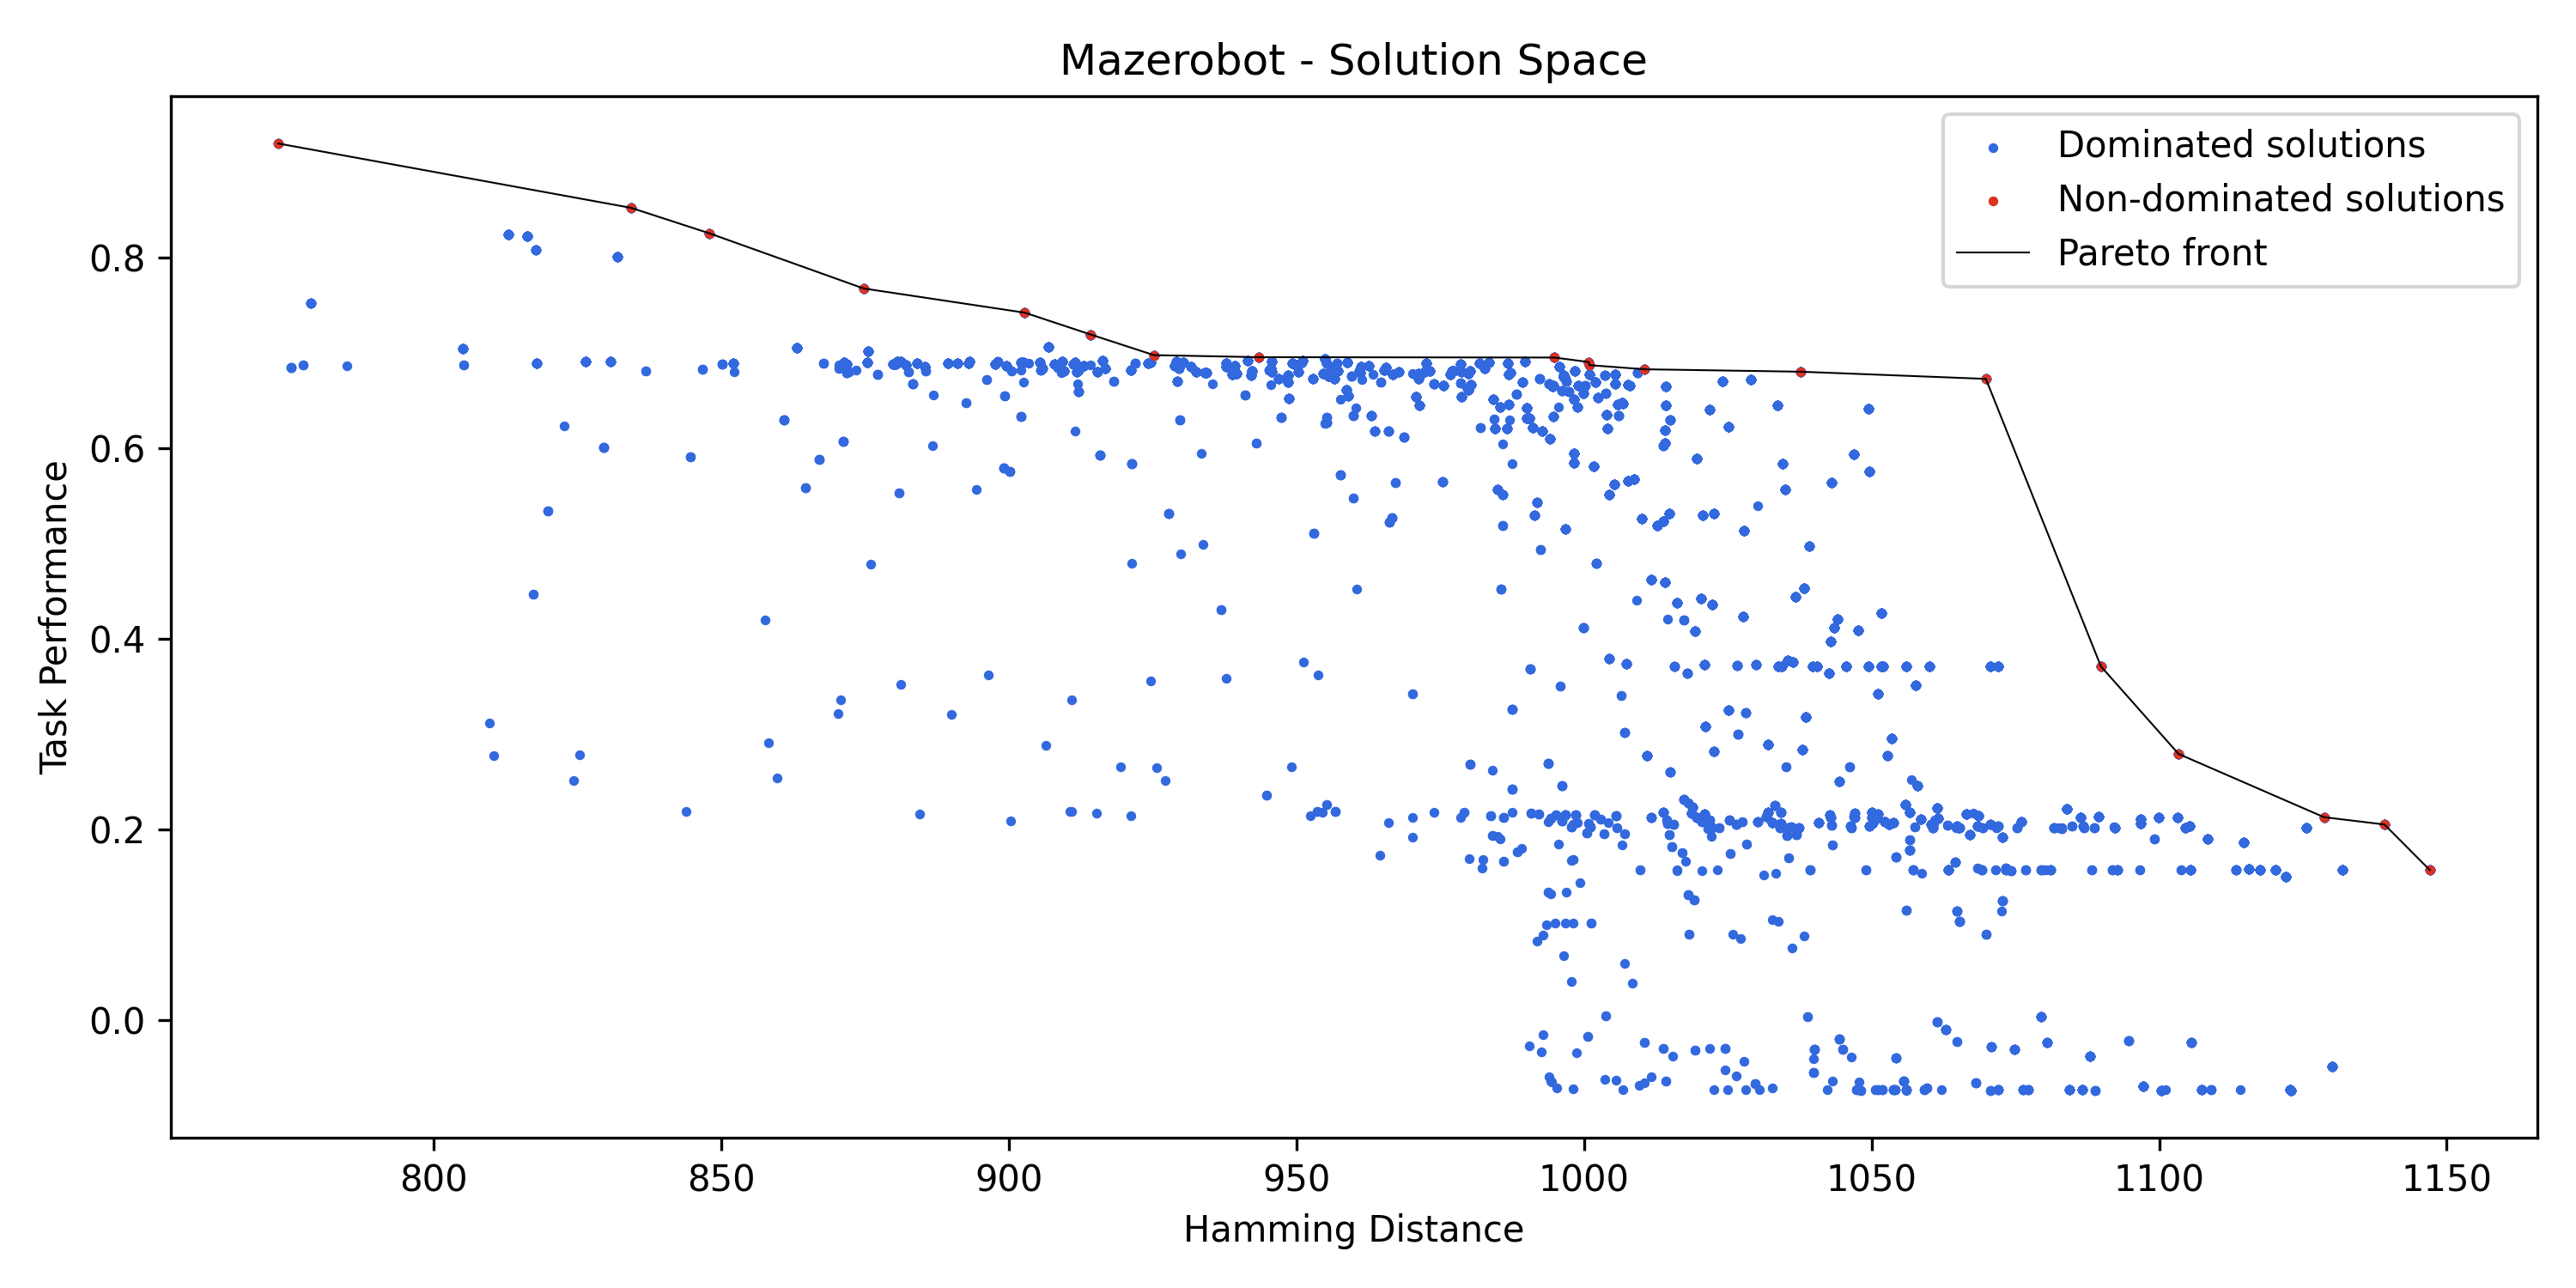 Mazerobot - Solution Space
Dominated solutions
Non-dominated solutions
Pareto front
Task Performance
0.8
0.6
0.4
0.2
0.0
800 850 900 950 1000 1050 1100 1150
Hamming Distance